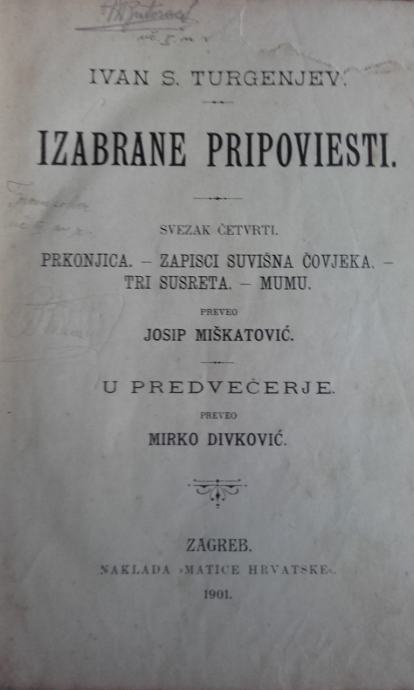 IVAN S. TURGENJEV.
IZABRANE PRIPOVIESTI.
SVEZAK ČETVRTI.
PRKONJICA. – ZAPISCI SUVIŠNA ČOVJEKA. –
TRI SUSRETA. – MUMU.
PREVEO
JOSIP MIŠKATOVIĆ.
U PREDVEČERJE.
PREVEO
MIRKO DIVKOVIĆ.
ZAGREB.
NAKLADA »MATICE HRVATSKE«.
1901.